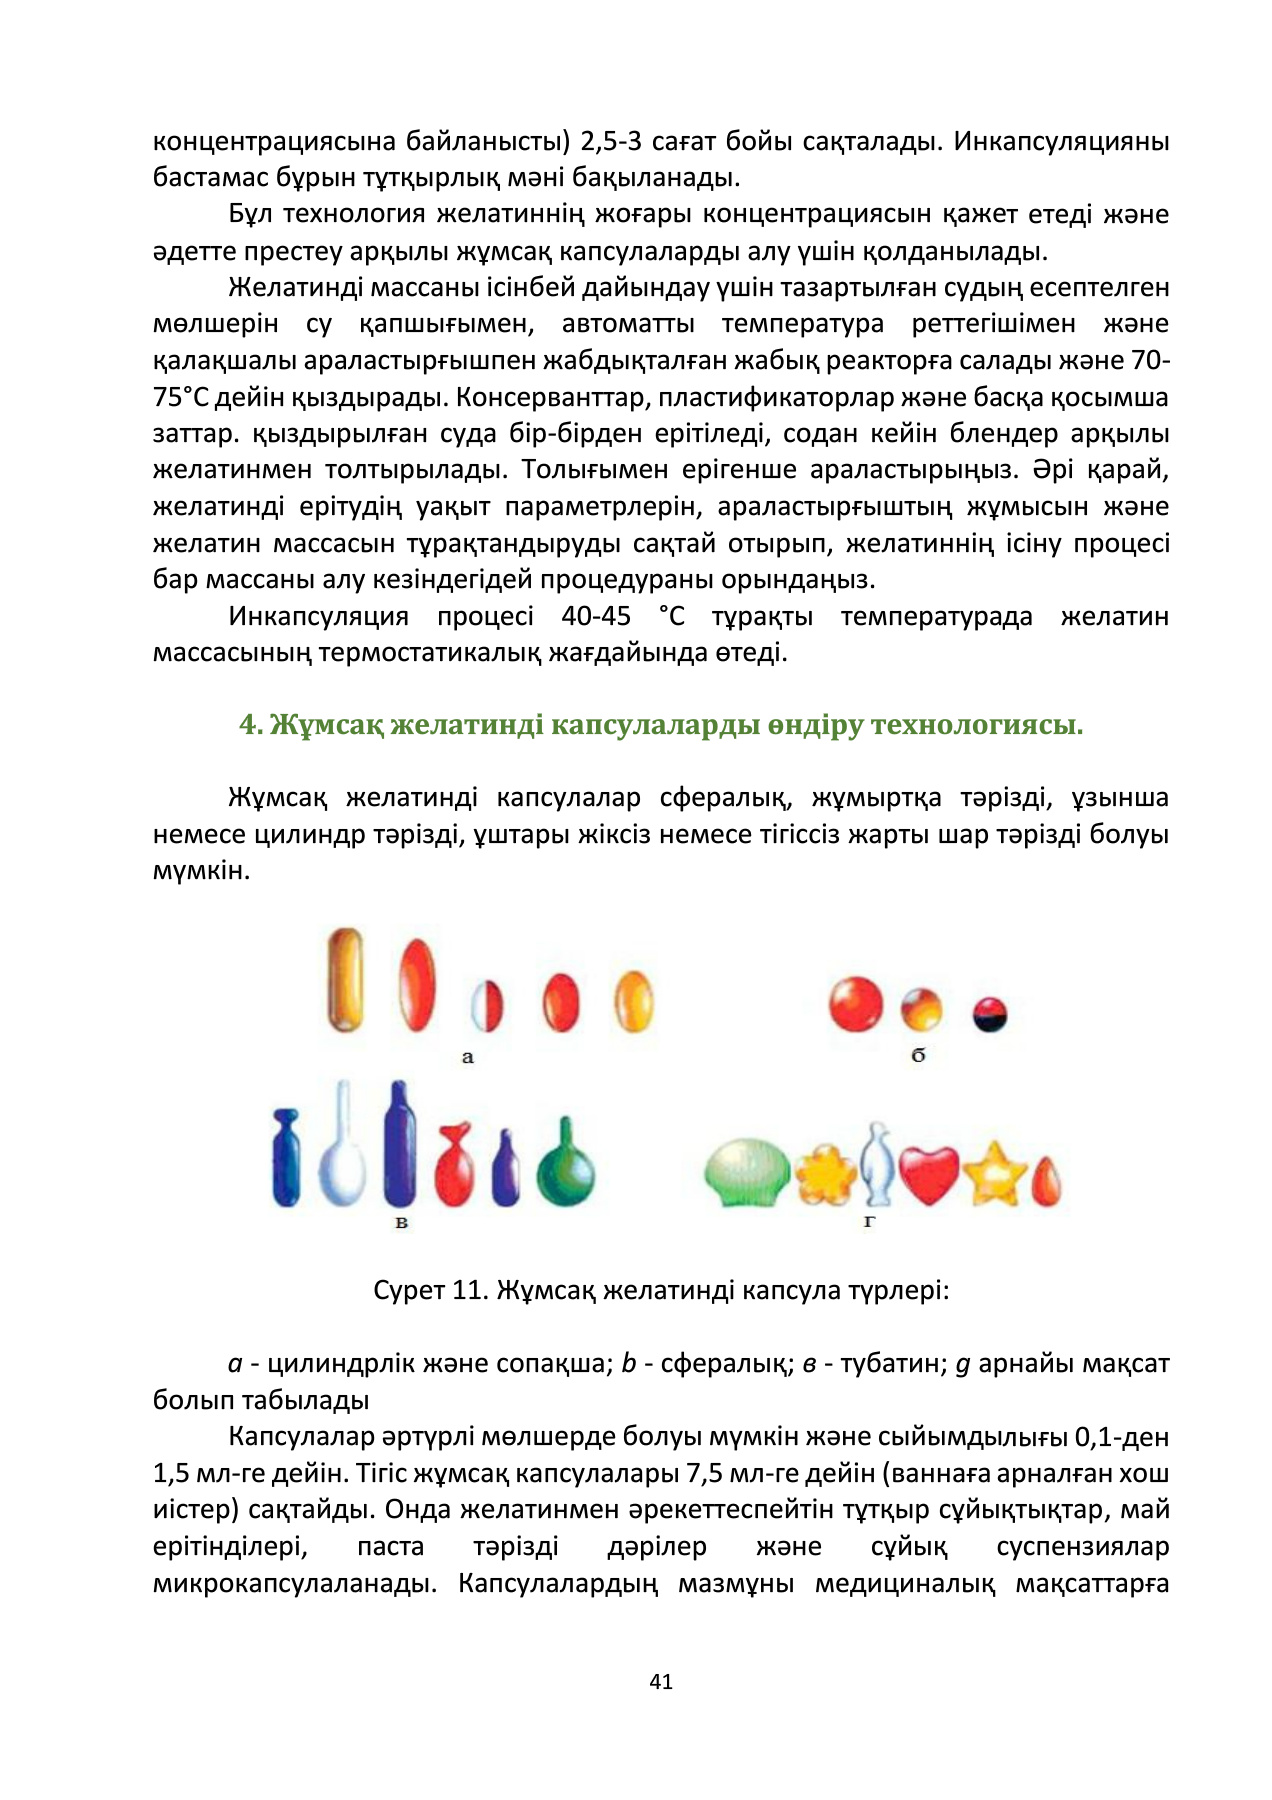 концентрациясына байланысты) 2,5-3 сағат бойы сақталады. Инкапсуляцияны
бастамас бұрын тұтқырлық мәні бақыланады.
Бұл технология желатиннің жоғары концентрациясын қажет етеді және
әдетте престеу арқылы жұмсақ капсулаларды алу үшін қолданылады.
Желатинді массаны ісінбей дайындау үшін тазартылған судың есептелген
мөлшерін су қапшығымен, автоматты температура реттегішімен және
қалақшалы араластырғышпен жабдықталған жабық реакторға салады және 70-
75°С дейін қыздырады. Консерванттар, пластификаторлар және басқа қосымша
заттар. қыздырылған суда бір-бірден ерітіледі, содан кейін блендер арқылы
желатинмен толтырылады. Толығымен ерігенше араластырыңыз. Әрі қарай,
желатинді ерітудің уақыт параметрлерін, араластырғыштың жұмысын және
желатин массасын тұрақтандыруды сақтай отырып, желатиннің ісіну процесі
бар массаны алу кезіндегідей процедураны орындаңыз.
Инкапсуляция процесі 40-45 °С тұрақты температурада желатин
массасының термостатикалық жағдайында өтеді.
4. Жұмсақ желатинді капсулаларды өндіру технологиясы.
Жұмсақ желатинді капсулалар сфералық, жұмыртқа тәрізді, ұзынша
немесе цилиндр тәрізді, ұштары жіксіз немесе тігіссіз жарты шар тәрізді болуы
мүмкін.
а
б
в
г
Сурет 11. Жұмсақ желатинді капсула түрлері:
a - цилиндрлік және сопақша; b - сфералық; в - тубатин; g арнайы мақсат
болып табылады
Капсулалар әртүрлі мөлшерде болуы мүмкін және сыйымдылығы 0,1-ден
1,5 мл-ге дейін. Тігіс жұмсақ капсулалары 7,5 мл-ге дейін (ваннаға арналған хош
иістер) сақтайды. Онда желатинмен әрекеттеспейтін тұтқыр сұйықтықтар, май
ерітінділері, паста тәрізді дәрілер және сұйық суспензиялар
микрокапсулаланады. Капсулалардың мазмұны медициналық мақсаттарға
41